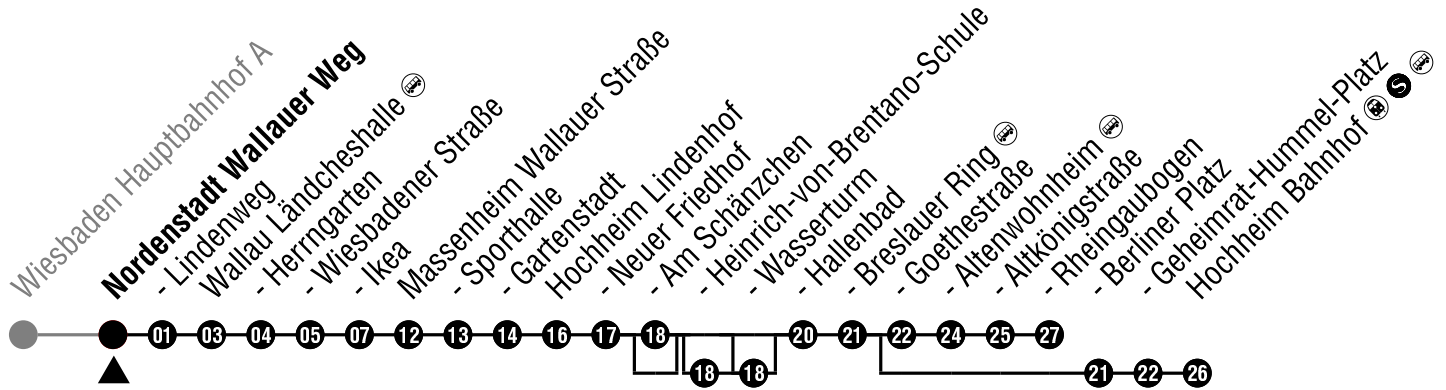 Wiesbaden Hauptbahnhof A
Nordenstadt Wallauer Weg
- Lindenweg
Wallau Ländcheshalle
- Herrngarten
- Wiesbadener Straße
- Ikea
Massenheim Wallauer Straße
- Sporthalle
- Gartenstadt
Hochheim Lindenhof
- Neuer Friedhof
- Am Schänzchen
- Heinrich-von-Brentano-Schule
- Wasserturm
- Hallenbad
- Breslauer Ring
- Goethestraße
- Altenwohnheim
- Altkönigstraße
- Rheingaubogen
- Berliner Platz
- Geheimrat-Hummel-Platz
Hochheim Bahnhof S
01 03 04 05 07 12 13 14 16 17 18 20 21 22 24 25 27
18 18 21 22 26